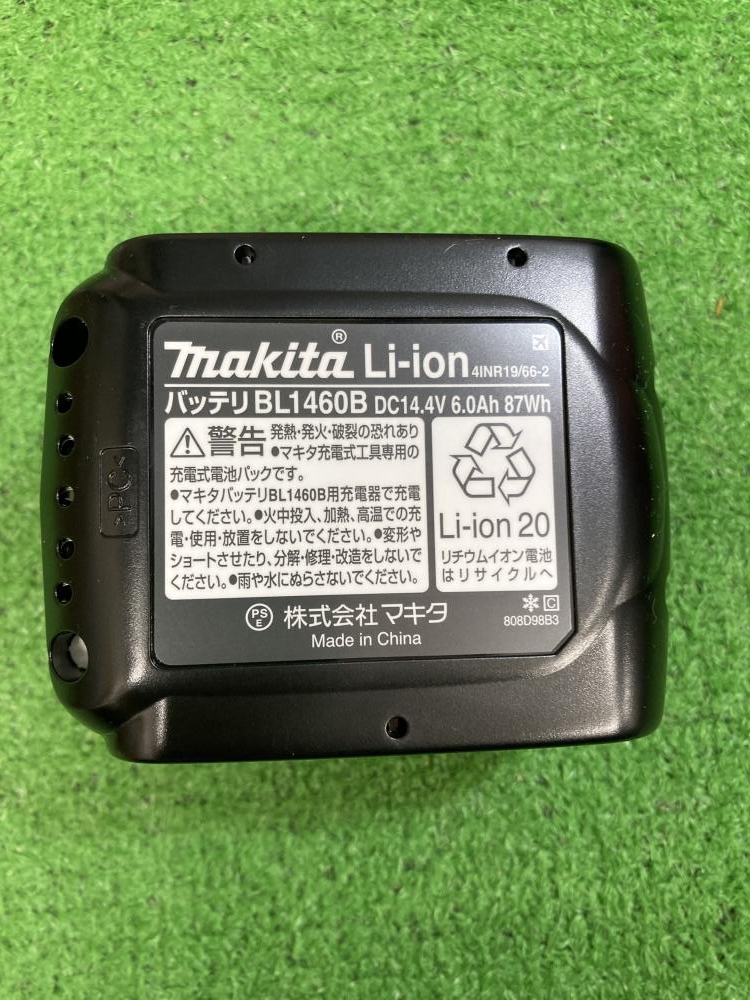 makita® Li-ion 4INR19/66-2
バッテリ BL1460B DC14.4V 6.0Ah 87Wh
警告 発熱・発火・破裂の恐れあり
●マキタ充電式工具専用の
充電式電池パックです。
●マキタバッテリBL1460B用充電器で充電
してください。●火中投入、加熱、高温での充
電・使用・放置をしないでください。●変形や
ショートさせたり、分解・修理・改造をしないで
ください。●雨や水にぬらさないでください。
Li-ion 20
リチウムイオン電池
はリサイクルへ
PSE 株式会社 マキタ
Made in China
C
808D98B3
>PC<